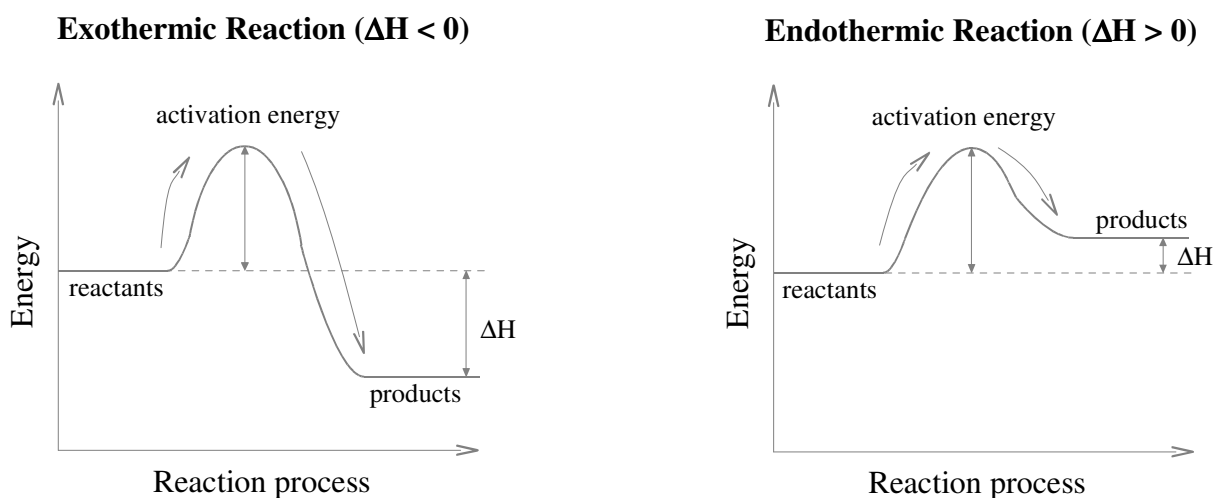 Exothermic Reaction (ΔH < 0)
activation energy
reactants
ΔH
products
Energy
Reaction process
Endothermic Reaction (ΔH > 0)
activation energy
products
ΔH
reactants
Energy
Reaction process